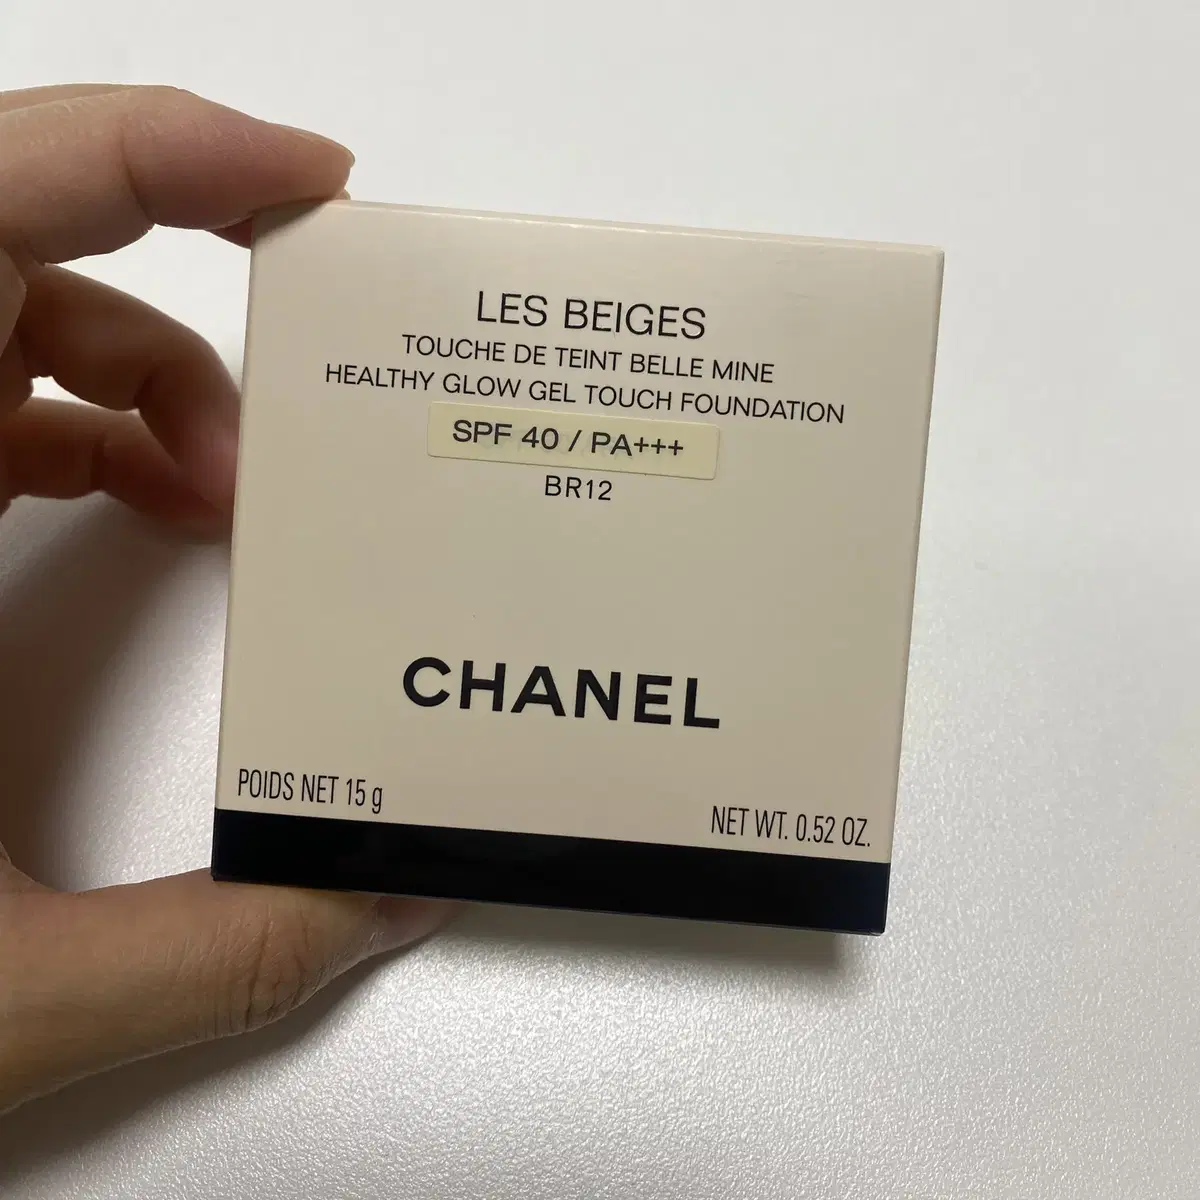 LES BEIGES
TOUCHE DE TEINT BELLE MINE
HEALTHY GLOW GEL TOUCH FOUNDATION
SPF 40 / PA+++
BR12
CHANEL
POIDS NET 15 g
NET WT. 0.52 OZ.